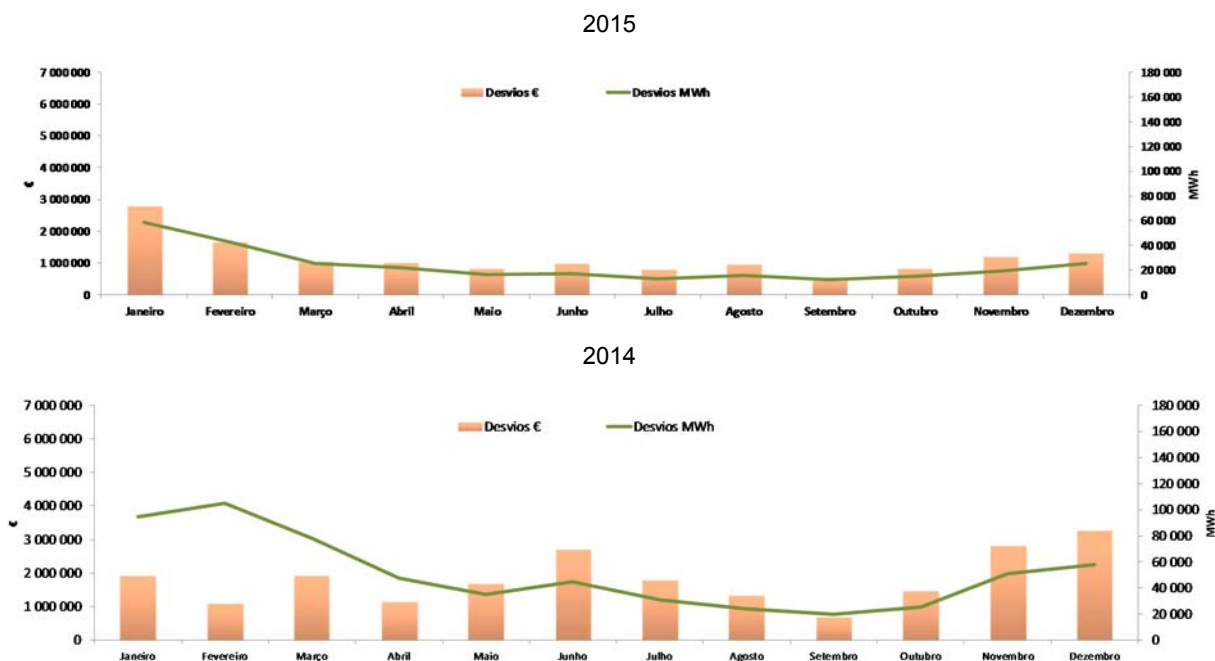 2015
7 000 000
6 000 000
5 000 000
4 000 000
3 000 000
2 000 000
1 000 000
0
€
Desvios € Desvios MWh
180 000
160 000
140 000
120 000
100 000
80 000
60 000
40 000
20 000
0
MWh
Janeiro Fevereiro Março Abril Maio Junho Julho Agosto Setembro Outubro Novembro Dezembro
2014
7 000 000
6 000 000
5 000 000
4 000 000
3 000 000
2 000 000
1 000 000
0
€
Desvios € Desvios MWh
180 000
160 000
140 000
120 000
100 000
80 000
60 000
40 000
20 000
0
MWh
Janeiro Fevereiro Março Abril Maio Junho Julho Agosto Setembro Outubro Novembro Dezembro